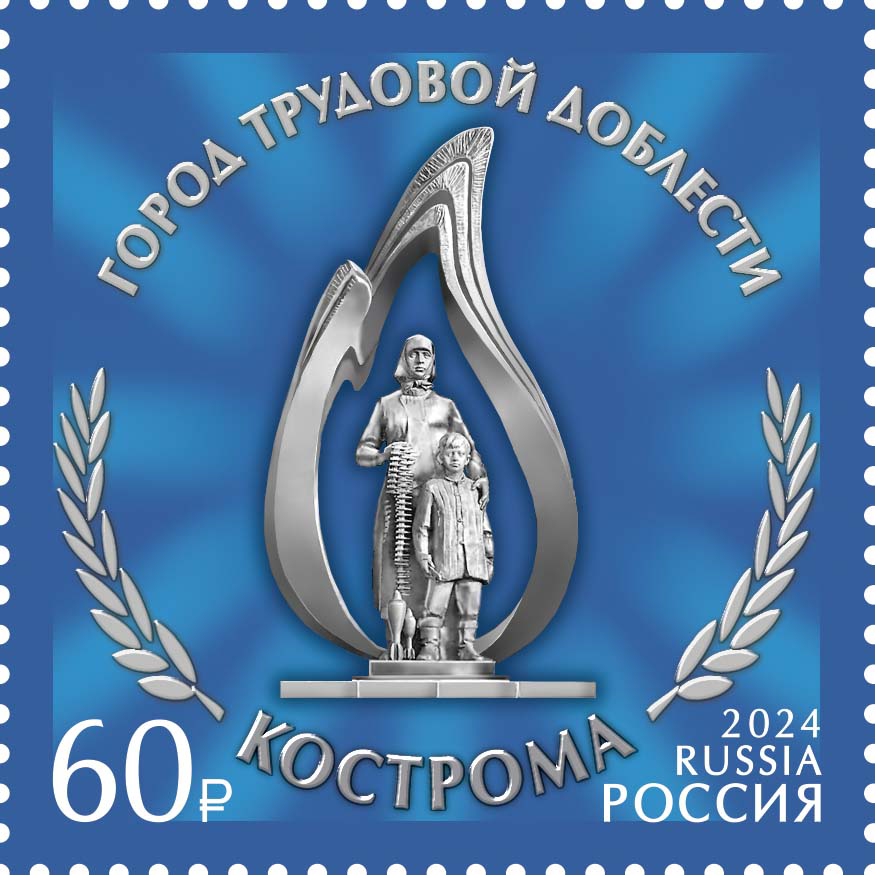 ГОРОД ТРУДОВОЙ ДОБЛЕСТИ
КОСТРОМА
60₽
2024
RUSSIA
РОССИЯ